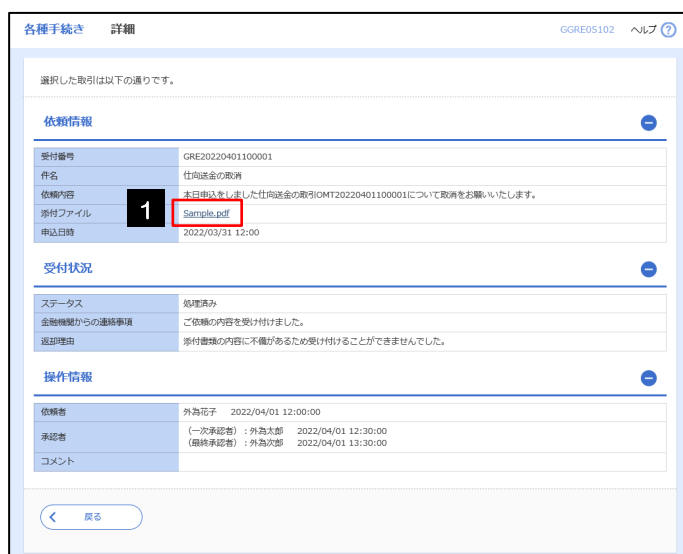 各種手続き 詳細 GGRE05102 ヘルプ ?
選択した取引は以下の通りです。
依頼情報
受付番号 GRE20220401100001
件名 仕向送金の取消
依頼内容 本日申込をしました仕向送金の取引OMT20220401100001について取消をお願いいたします。
添付ファイル 1 Sample.pdf
申込日時 2022/03/31 12:00
受付状況
ステータス 処理済み
金融機関からの連絡事項 ご依頼の内容を受け付けました。
返却理由 添付書類の内容に不備があるため受け付けることができませんでした。
操作情報
依頼者 外為花子 2022/04/01 12:00:00
承認者 （一次承認者）：外為太郎 2022/04/01 12:30:00
（最終承認者）：外為次郎 2022/04/01 13:30:00
コメント
戻る